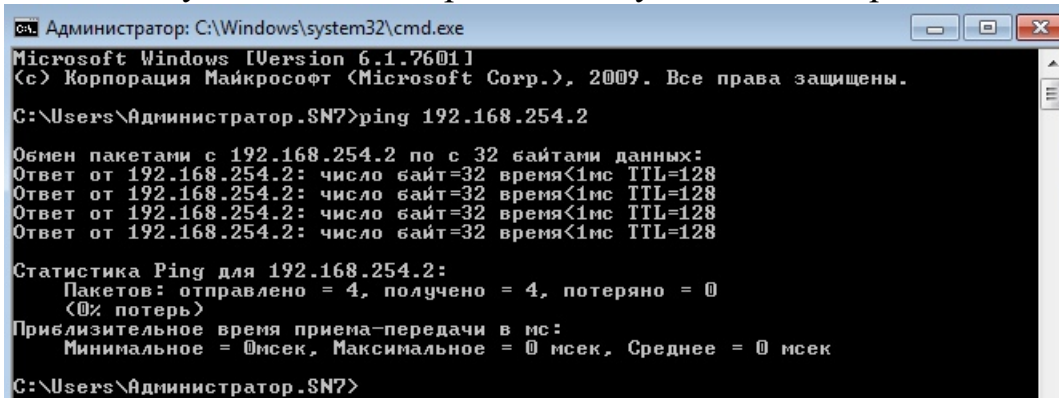 Администратор: C:\Windows\system32\cmd.exe
Microsoft Windows [Version 6.1.7601]
(c) Корпорация Майкрософт (Microsoft Corp.), 2009. Все права защищены.
C:\Users\Администратор.SN7>ping 192.168.254.2
Обмен пакетами с 192.168.254.2 по с 32 байтами данных:
Ответ от 192.168.254.2: число байт=32 время<1мс TTL=128
Ответ от 192.168.254.2: число байт=32 время<1мс TTL=128
Ответ от 192.168.254.2: число байт=32 время<1мс TTL=128
Ответ от 192.168.254.2: число байт=32 время<1мс TTL=128
Статистика Ping для 192.168.254.2:
Пакетов: отправлено = 4, получено = 4, потеряно = 0
(0% потерь)
Приблизительное время приема-передачи в мс:
Минимальное = 0мсек, Максимальное = 0 мсек, Среднее = 0 мсек
C:\Users\Администратор.SN7>